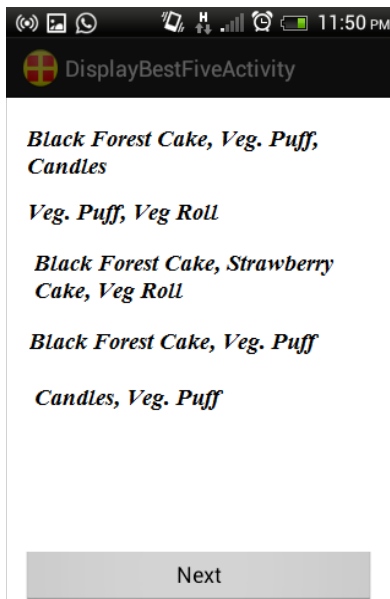 H 11:50 PM
DisplayBestFiveActivity
Black Forest Cake, Veg. Puff,
Candles
Veg. Puff, Veg Roll
Black Forest Cake, Strawberry
Cake, Veg Roll
Black Forest Cake, Veg. Puff
Candles, Veg. Puff
Next